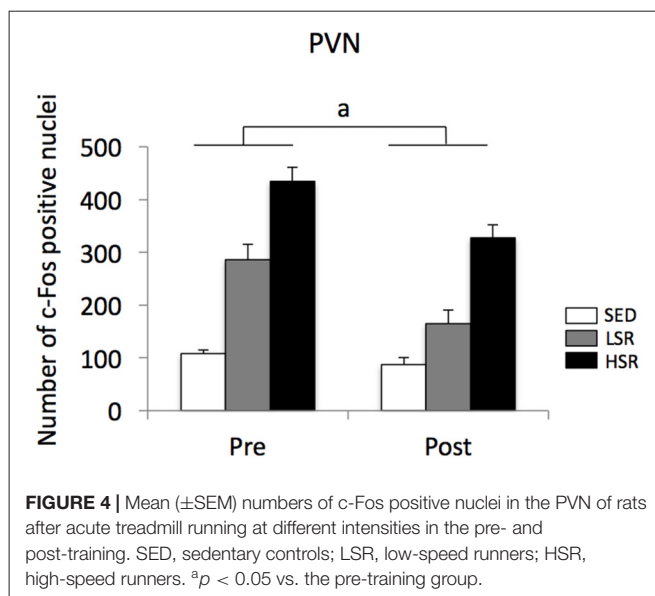 PVN
a
Number of c-Fos positive nuclei
500
400
300
200
100
0
SED
LSR
HSR
Pre Post
FIGURE 4 | Mean (±SEM) numbers of c-Fos positive nuclei in the PVN of rats
after acute treadmill running at different intensities in the pre- and
post-training. SED, sedentary controls; LSR, low-speed runners; HSR,
high-speed runners. ᵃp < 0.05 vs. the pre-training group.